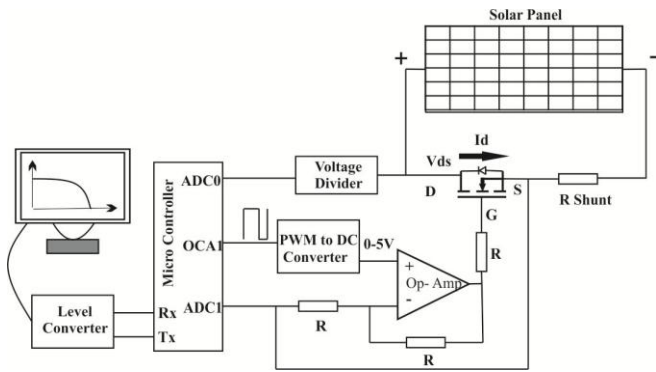 Solar Panel
+
-
Id
Vds
D
S
G
R Shunt
Voltage
Divider
ADC0
Micro Controller
OCA1
PWM to DC
Converter
0-5V
R
+
Op- Amp
-
ADC1
R
R
Level
Converter
Rx
Tx